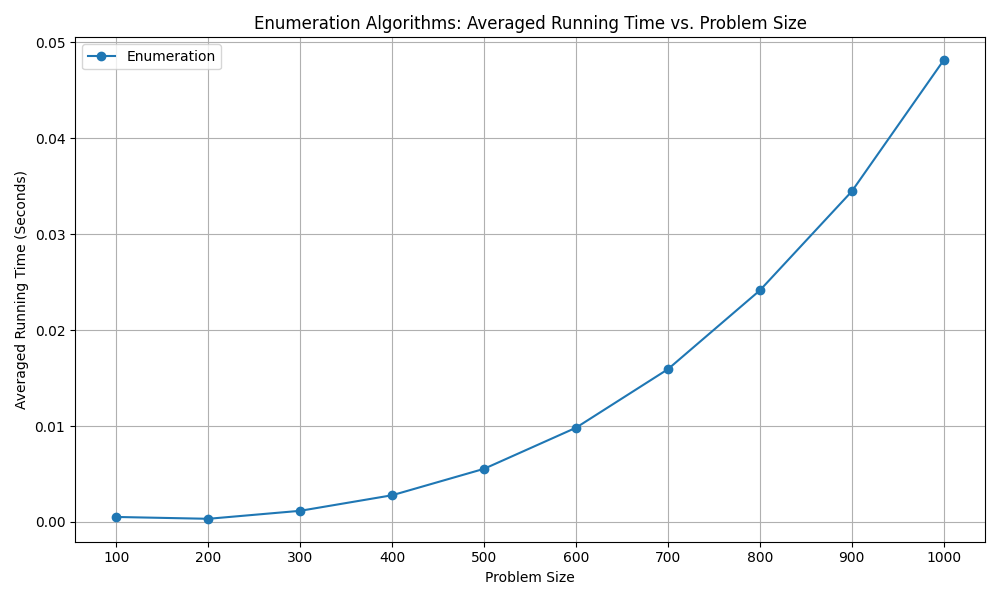 Enumeration Algorithms: Averaged Running Time vs. Problem Size
Enumeration
0.05
0.04
0.03
0.02
0.01
0.00
Averaged Running Time (Seconds)
100 200 300 400 500 600 700 800 900 1000
Problem Size